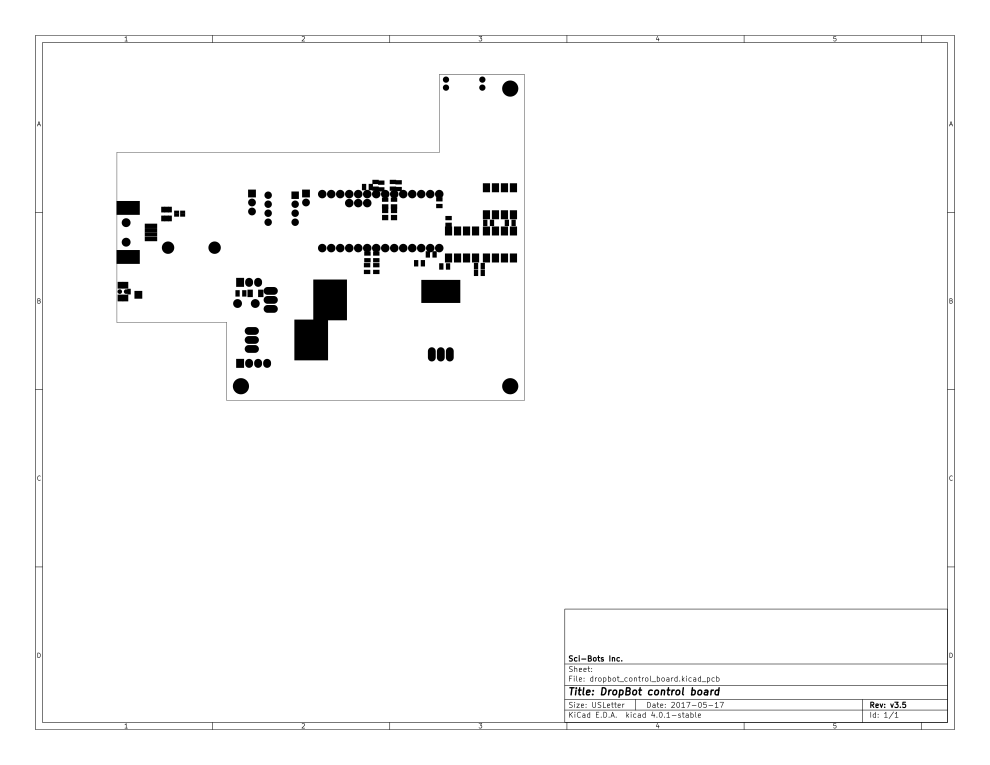 1 2 3 4 5
A A
B B
C C
D D
Sci-Bots Inc.
Sheet:
File: dropbot_control_board.kicad_pcb
Title: DropBot control board
Size: USLetter Date: 2017-05-17 Rev: v3.5
KiCad E.D.A. kicad 4.0.1-stable Id: 1/1
1 2 3 4 5